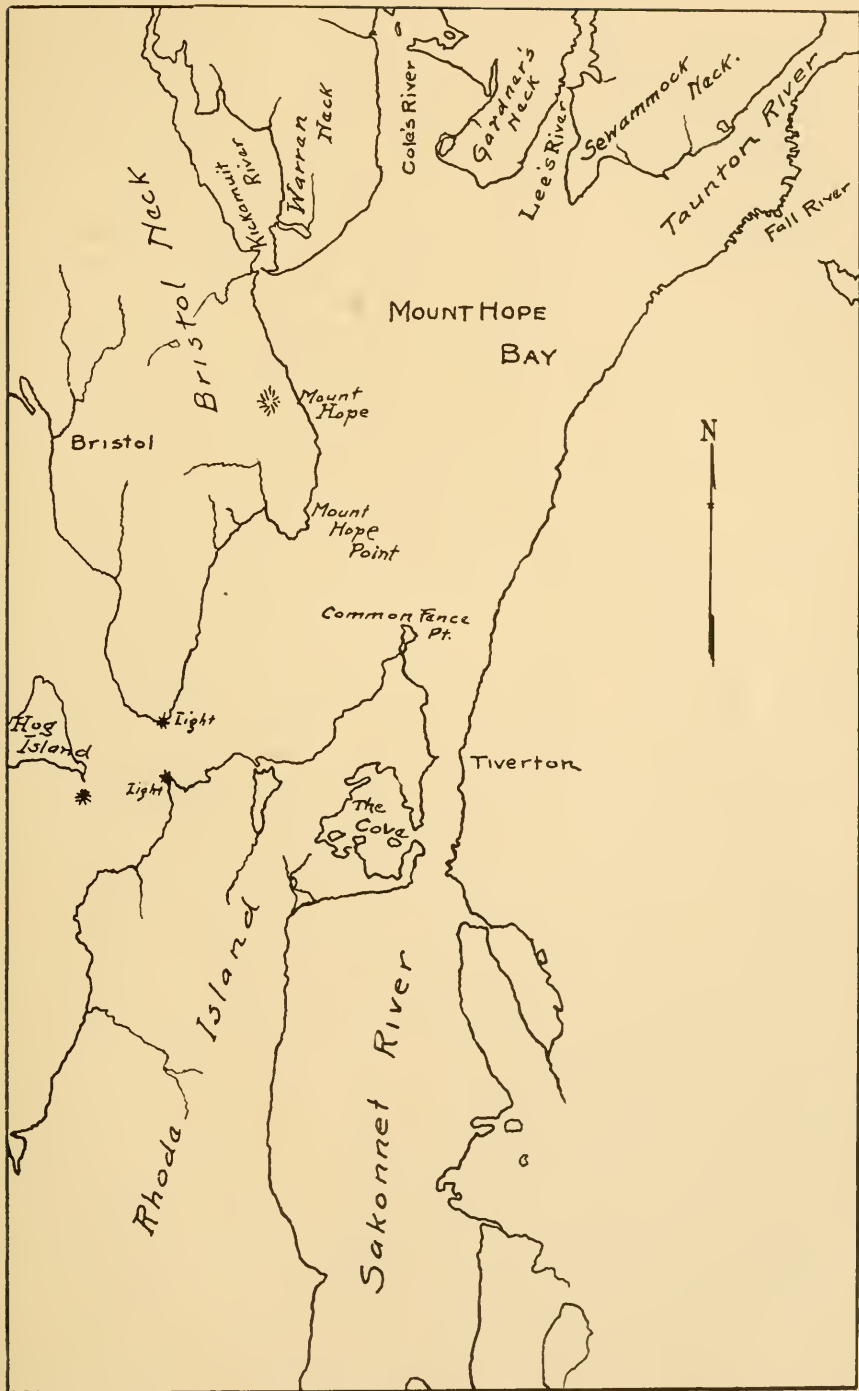 Cole's River
Gardner's
Neck
Lee's River
Sewammock
Neck.
Taunton River
Fall River
Kickamuit
River
Warren
Neck
Bristol Neck
MOUNT HOPE
BAY
Mount
Hope
Bristol
Mount
Hope
Point
N
Common Fence
Pt.
Hog
Island
Light
Light
Tiverton
The
Cove
Rhoda Island
Sakonnet River